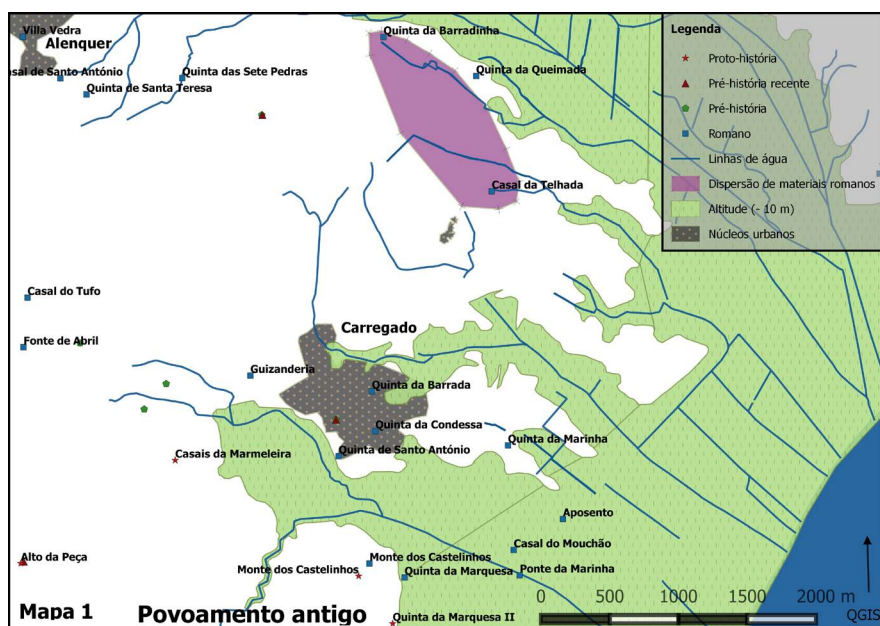 Villa Vedra
Alenquer
Quinta da Barradinha
Legenda
Proto-história
Pré-história recente
Pré-história
Romano
Linhas de água
Dispersão de materiais romanos
Altitude (- 10 m)
Núcleos urbanos
asal de Santo António
Quinta das Sete Pedras
Quinta da Queimada
Quinta de Santa Teresa
Casal da Telhada
Casal do Tufo
Carregado
Fonte de Abril
Guizanderia
Quinta da Barrada
Quinta da Condessa
Quinta da Marinha
Casais da Marmeleira
Quinta de Santo António
Aposento
Casal do Mouchão
Alto da Peça
Monte dos Castelinhos
Monte dos Castelinhos
Quinta da Marquesa
Ponte da Marinha
0 500 1000 1500 2000 m
Mapa 1
Povoamento antigo
Quinta da Marquesa II
QGIS